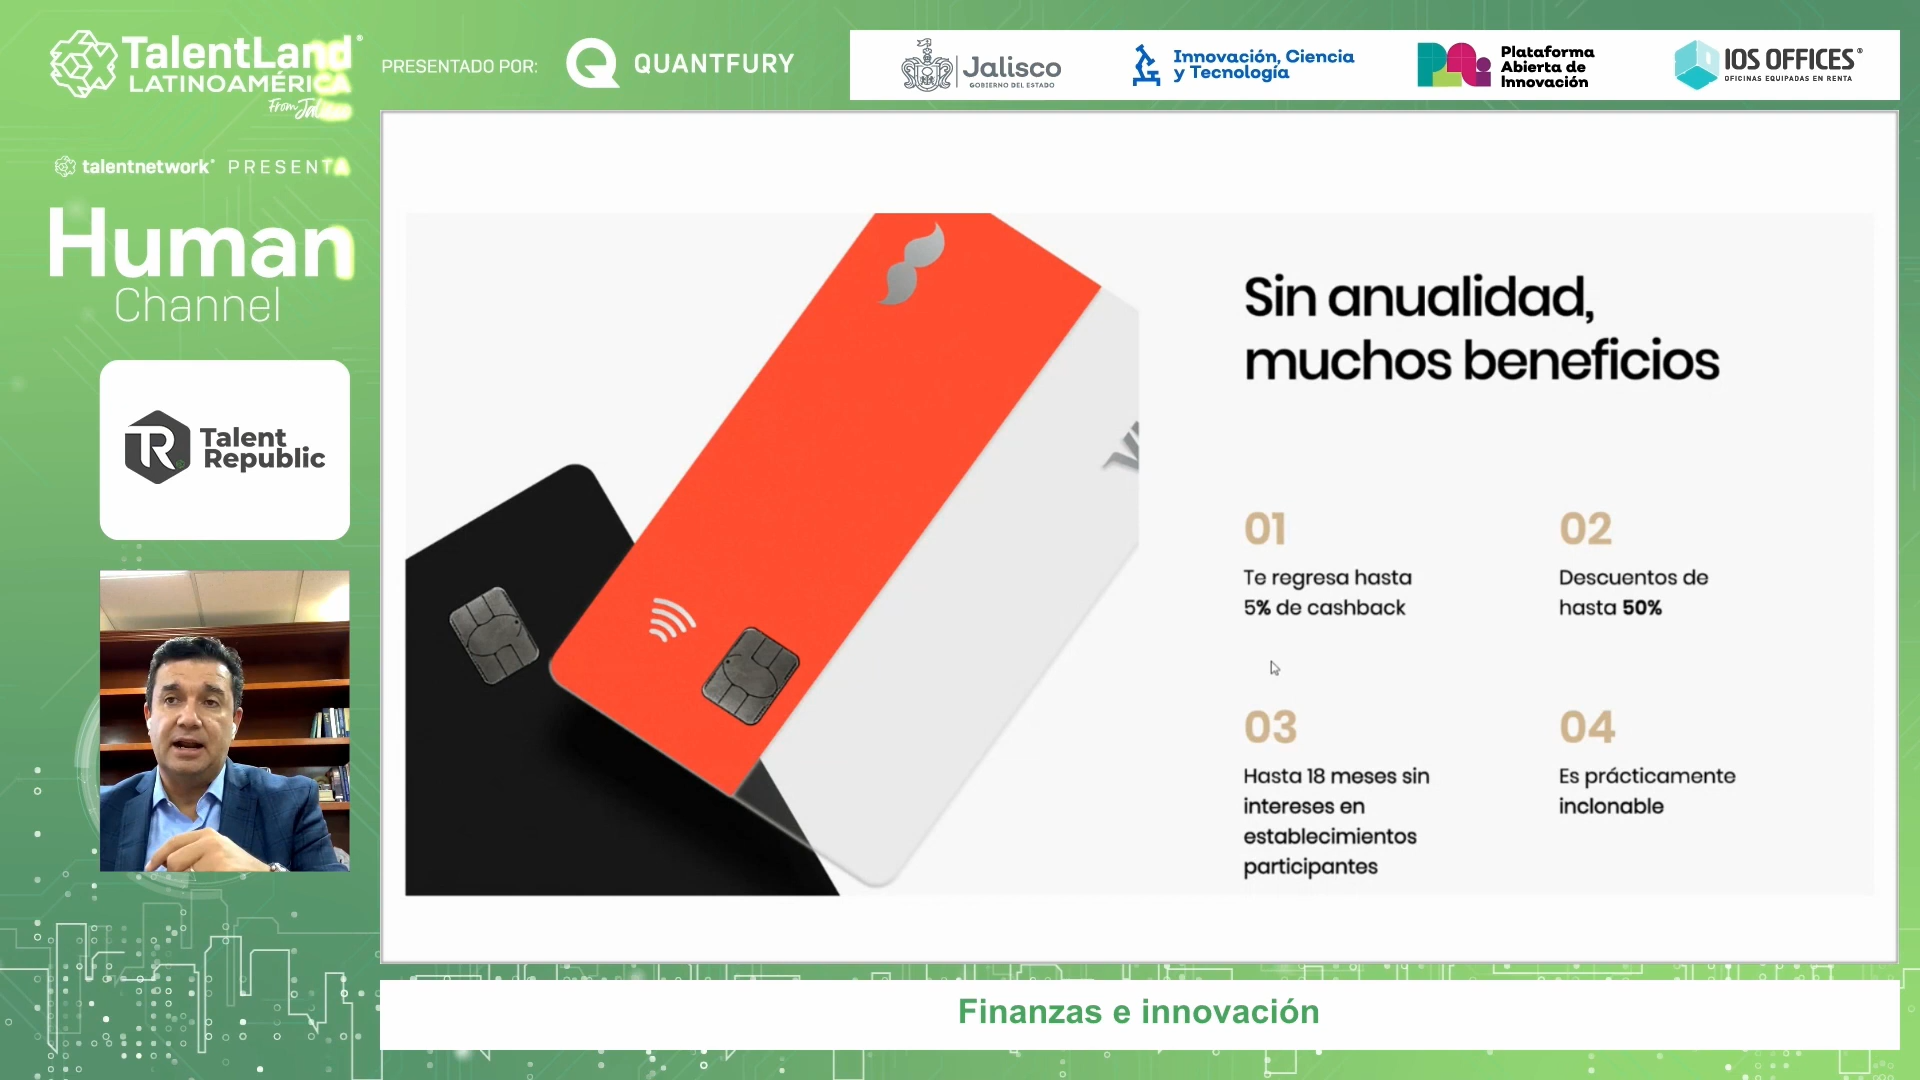 TalentLand®
LATINOAMÉRICA
From Jalisco
PRESENTADO POR:
QUANTFURY
Jalisco
GOBIERNO DEL ESTADO
Innovación, Ciencia
y Tecnología
Plataforma
Abierta de
Innovación
IOS OFFICES®
OFICINAS EQUIPADAS EN RENTA
talentnetwork® PRESENTA
Human
Channel
TR
Talent
Republic
Sin anualidad,
muchos beneficios
01
Te regresa hasta
5% de cashback
02
Descuentos de
hasta 50%
03
Hasta 18 meses sin
intereses en
establecimientos
participantes
04
Es prácticamente
inclonable
Finanzas e innovación